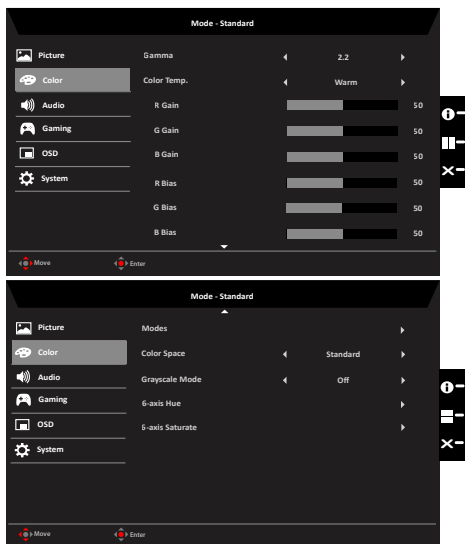 Mode - Standard
Picture
Gamma 2.2
Color
Color Temp. Warm
Audio
R Gain 50
Gaming
G Gain 50
OSD
B Gain 50
System
R Bias 50
G Bias 50
B Bias 50
Move Enter
Mode - Standard
Picture
Modes
Color
Color Space Standard
Audio
Grayscale Mode Off
Gaming
6-axis Hue
OSD
6-axis Saturate
System
Move Enter